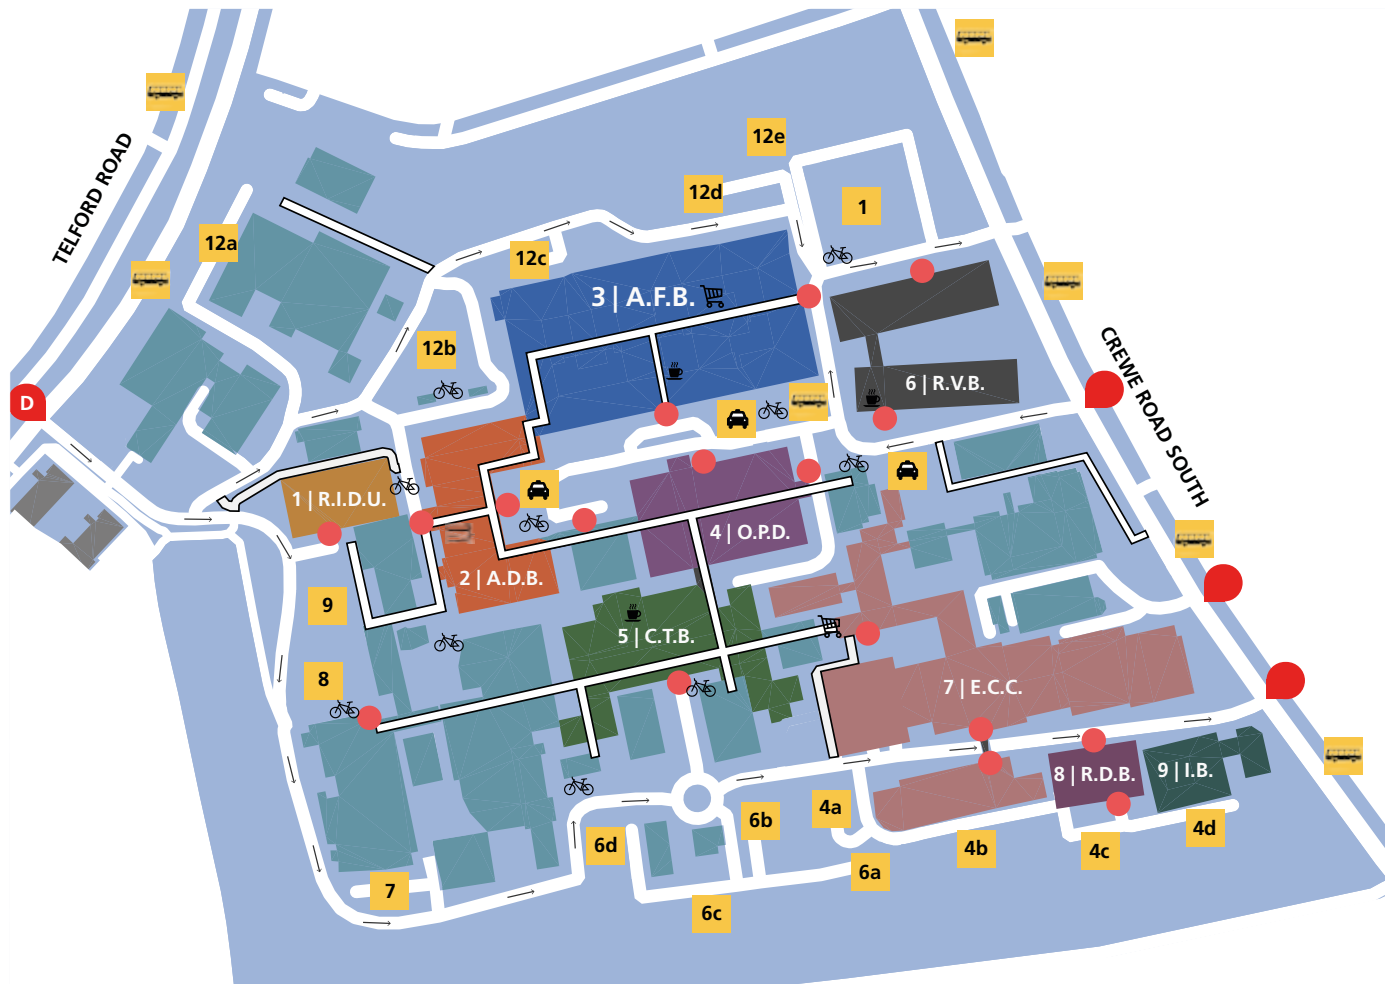 12e
TELFORD ROAD
12d
12a
1
12c
3 | A.F.B.
12b
CREWE ROAD SOUTH
6 | R.V.B.
D
1 | R.I.D.U.
4 | O.P.D.
2 | A.D.B.
9
5 | C.T.B.
8
7 | E.C.C.
8 | R.D.B.
9 | I.B.
4a
6b
4d
6d
4b
4c
6a
7
6c